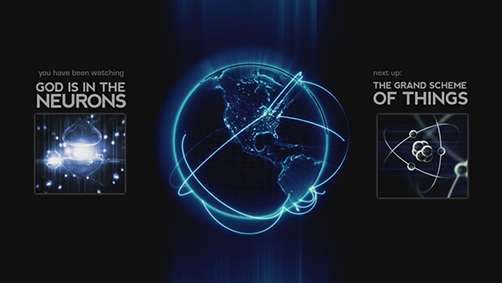 you have been watching
GOD IS IN THE
NEURONS
next up:
THE GRAND SCHEME
OF THINGS